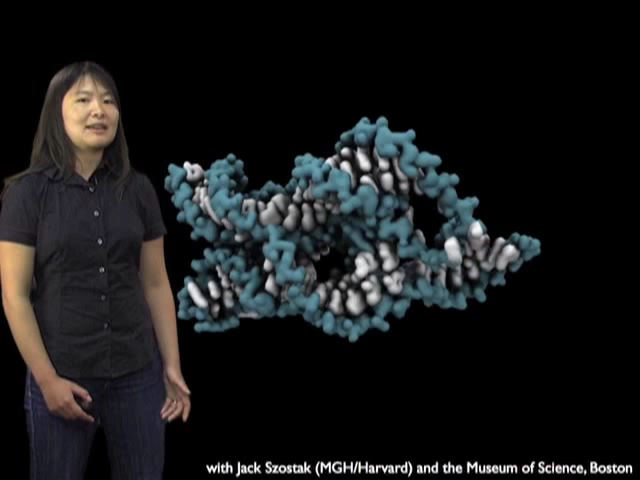 with Jack Szostak (MGH/Harvard) and the Museum of Science, Boston